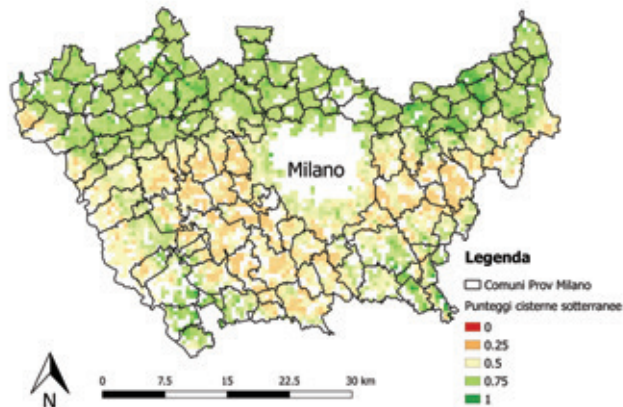 Milano
Legenda
Comuni Prov Milano
Punteggi cisterne sotterranee
0
0.25
0.5
0.75
1
N
0 7.5 15 22.5 30 km